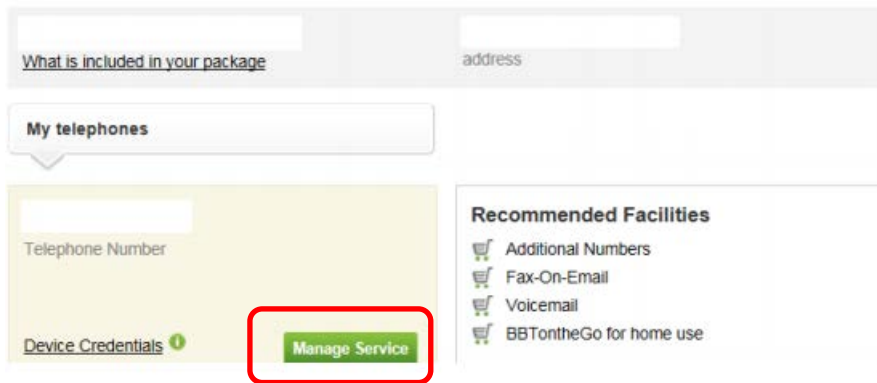 What is included in your package
address
My telephones
Telephone Number
Device Credentials
Manage Service
Recommended Facilities
Additional Numbers
Fax-On-Email
Voicemail
BBTontheGo for home use